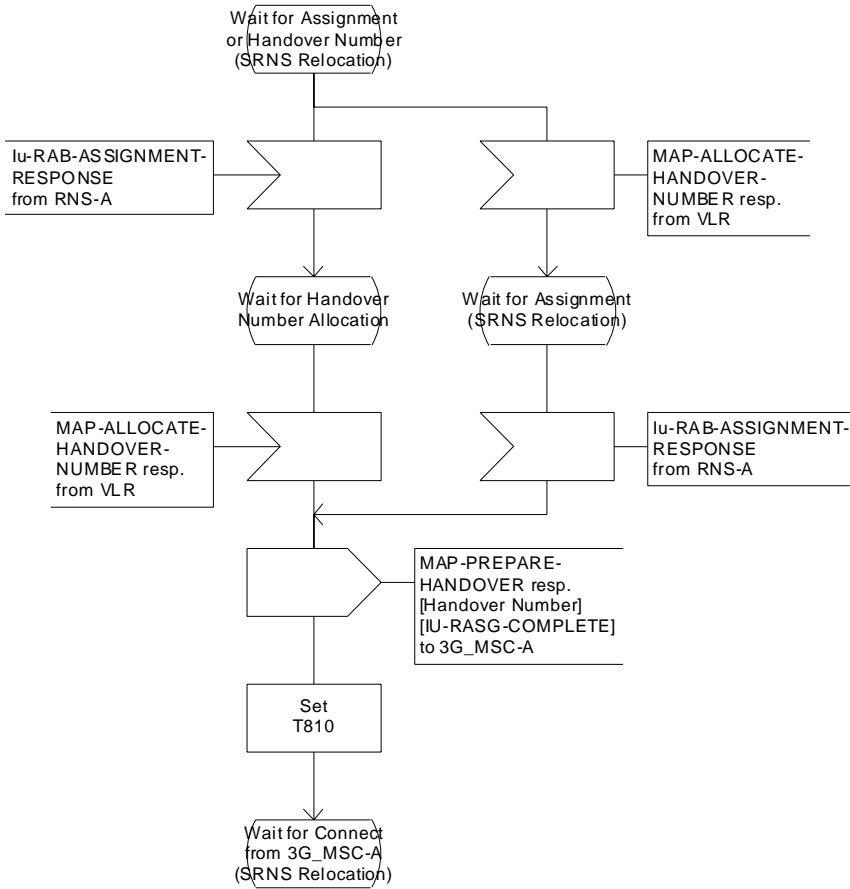 Wait for Assignment
or Handover Number
(SRNS Relocation)
Iu-RAB-ASSIGNMENT-
RESPONSE
from RNS-A
MAP-ALLOCATE-
HANDOVER-
NUMBER resp.
from VLR
Wait for Handover
Number Allocation
Wait for Assignment
(SRNS Relocation)
MAP-ALLOCATE-
HANDOVER-
NUMBER resp.
from VLR
Iu-RAB-ASSIGNMENT-
RESPONSE
from RNS-A
MAP-PREPARE-
HANDOVER resp.
[Handover Number]
[IU-RASG-COMPLETE]
to 3G_MSC-A
Set
T810
Wait for Connect
from 3G_MSC-A
(SRNS Relocation)